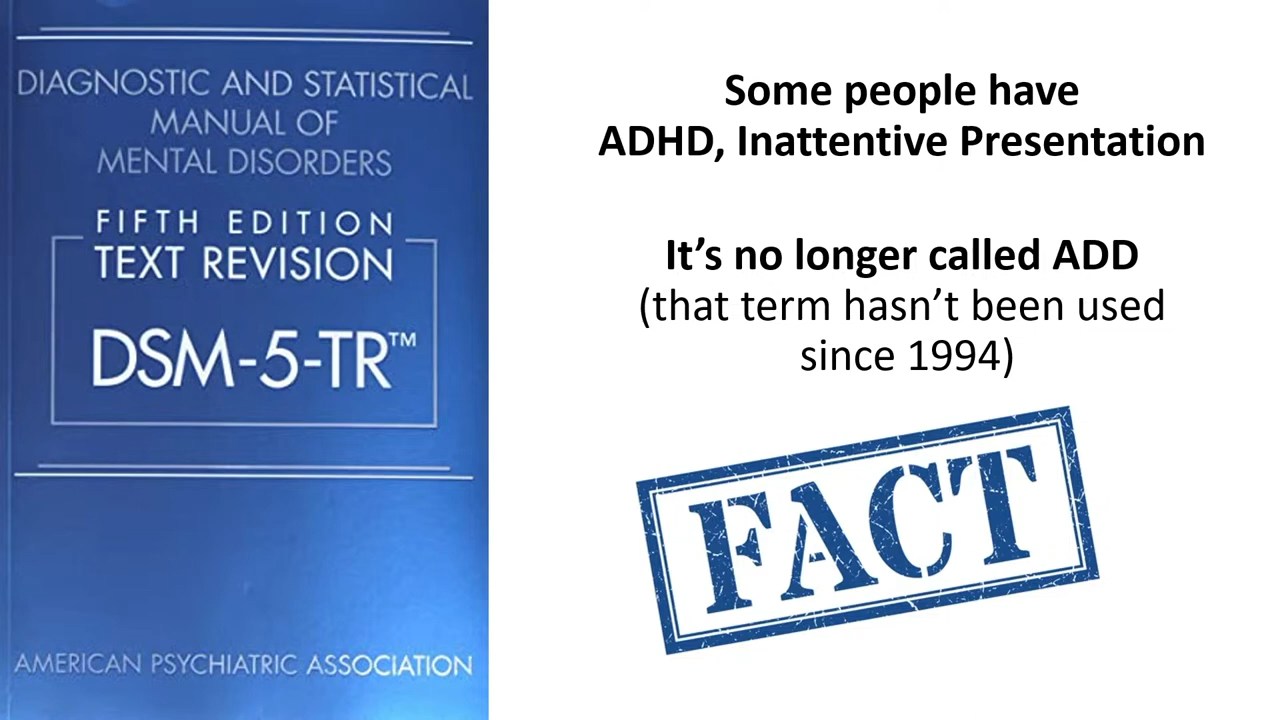 DIAGNOSTIC AND STATISTICAL
MANUAL OF
MENTAL DISORDERS
FIFTH EDITION
TEXT REVISION
DSM-5-TR™
AMERICAN PSYCHIATRIC ASSOCIATION
Some people have
ADHD, Inattentive Presentation
It’s no longer called ADD
(that term hasn’t been used
since 1994)
FACT